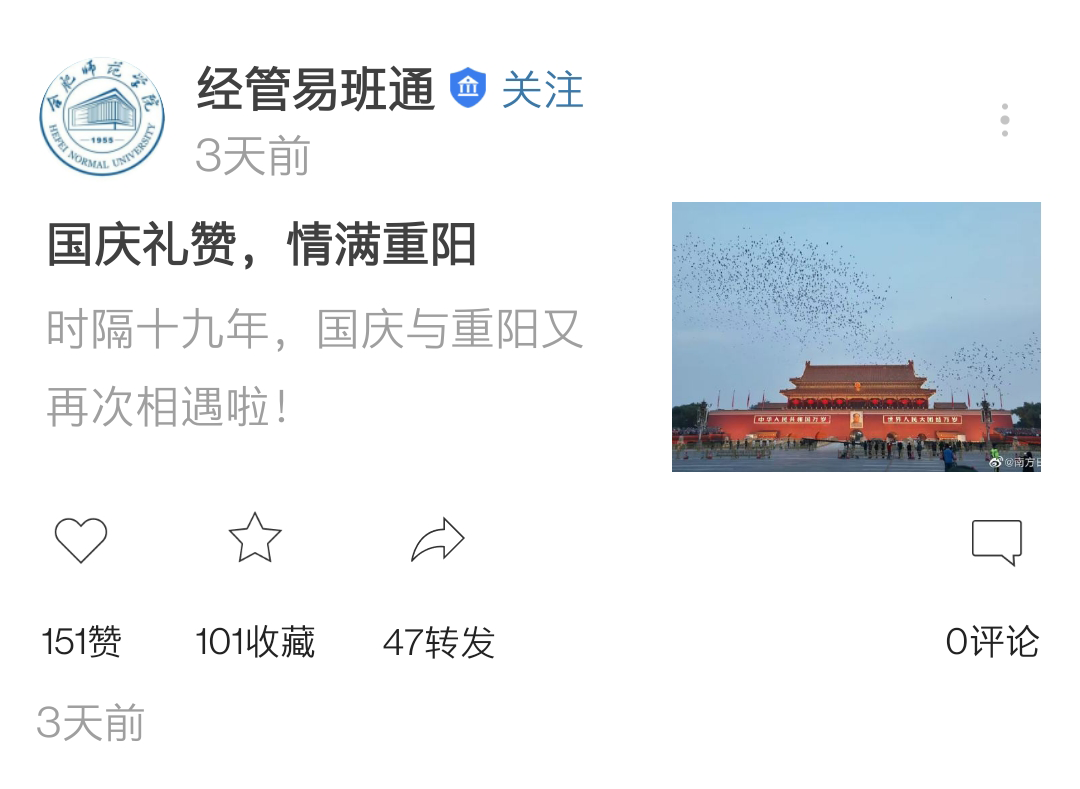 合肥师范学院
1955
HEFEI NORMAL UNIVERSITY
经管易班通 关注
3天前
国庆礼赞，情满重阳
时隔十九年，国庆与重阳又
再次相遇啦！
中华人民共和国万岁 世界人民大团结万岁
@南方日
151赞 101收藏 47转发 0评论
3天前